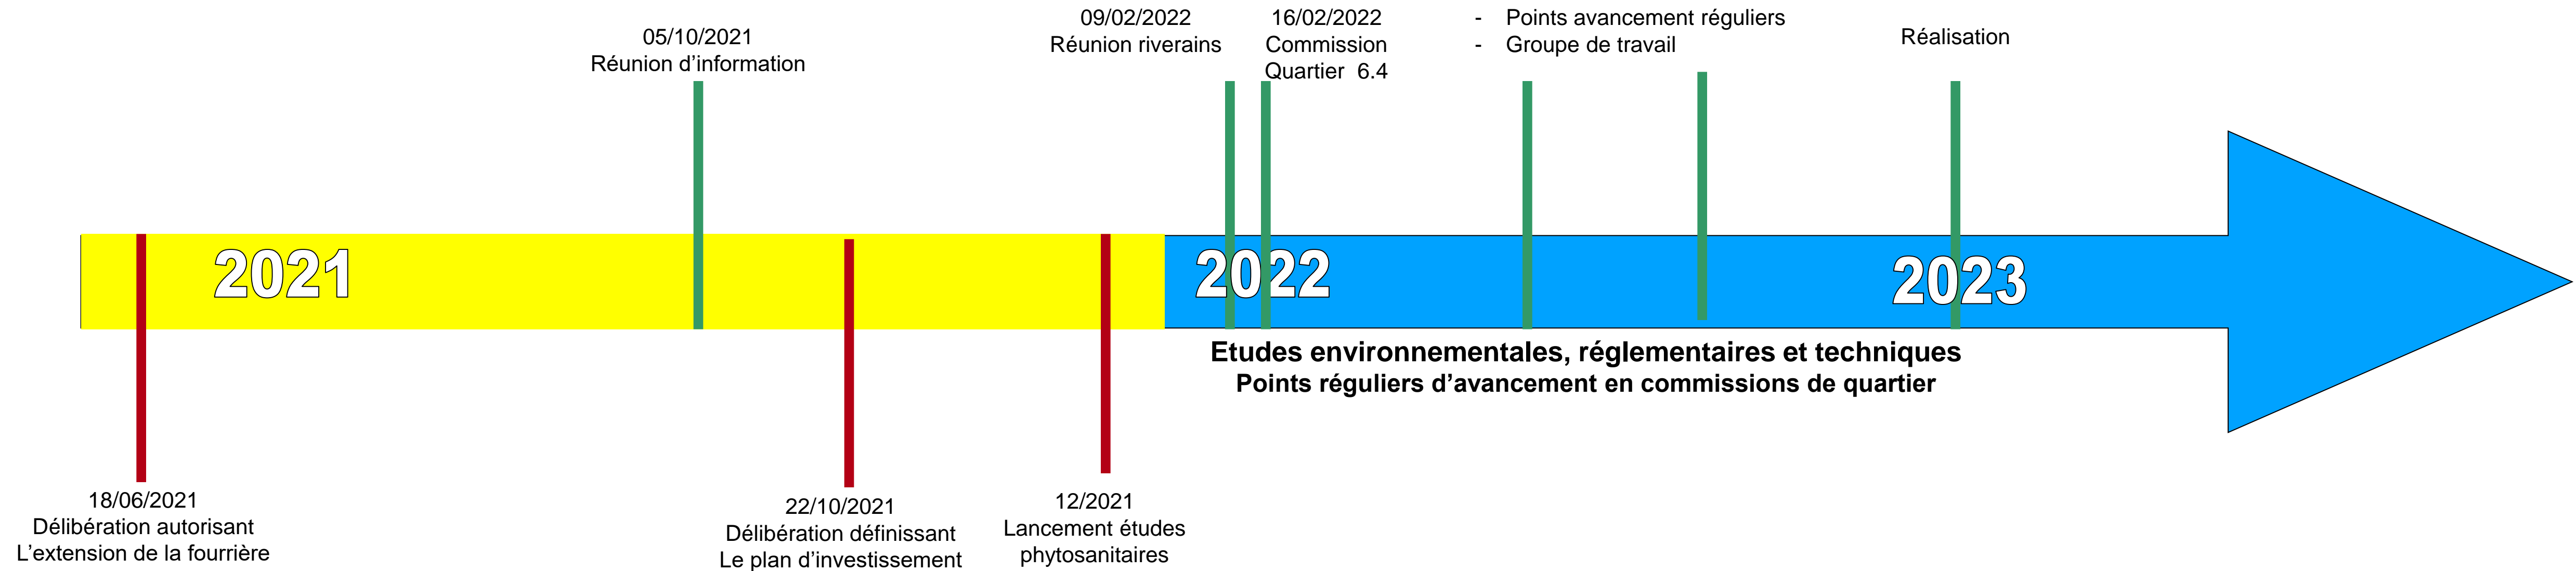 05/10/2021
Réunion d’information
09/02/2022
Réunion riverains
16/02/2022
Commission
Quartier 6.4
- Points avancement réguliers
- Groupe de travail
Réalisation
2021
2022
2023
Etudes environnementales, réglementaires et techniques
Points réguliers d’avancement en commissions de quartier
18/06/2021
Délibération autorisant
L’extension de la fourrière
22/10/2021
Délibération définissant
Le plan d’investissement
12/2021
Lancement études
phytosanitaires